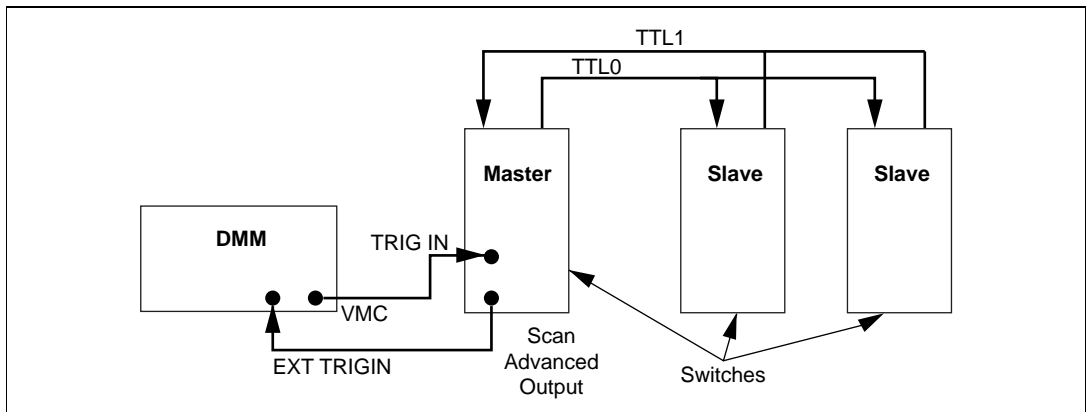 TTL1
TTL0
Master
Slave
Slave
DMM
TRIG IN
VMC
EXT TRIGIN
Scan
Advanced
Output
Switches